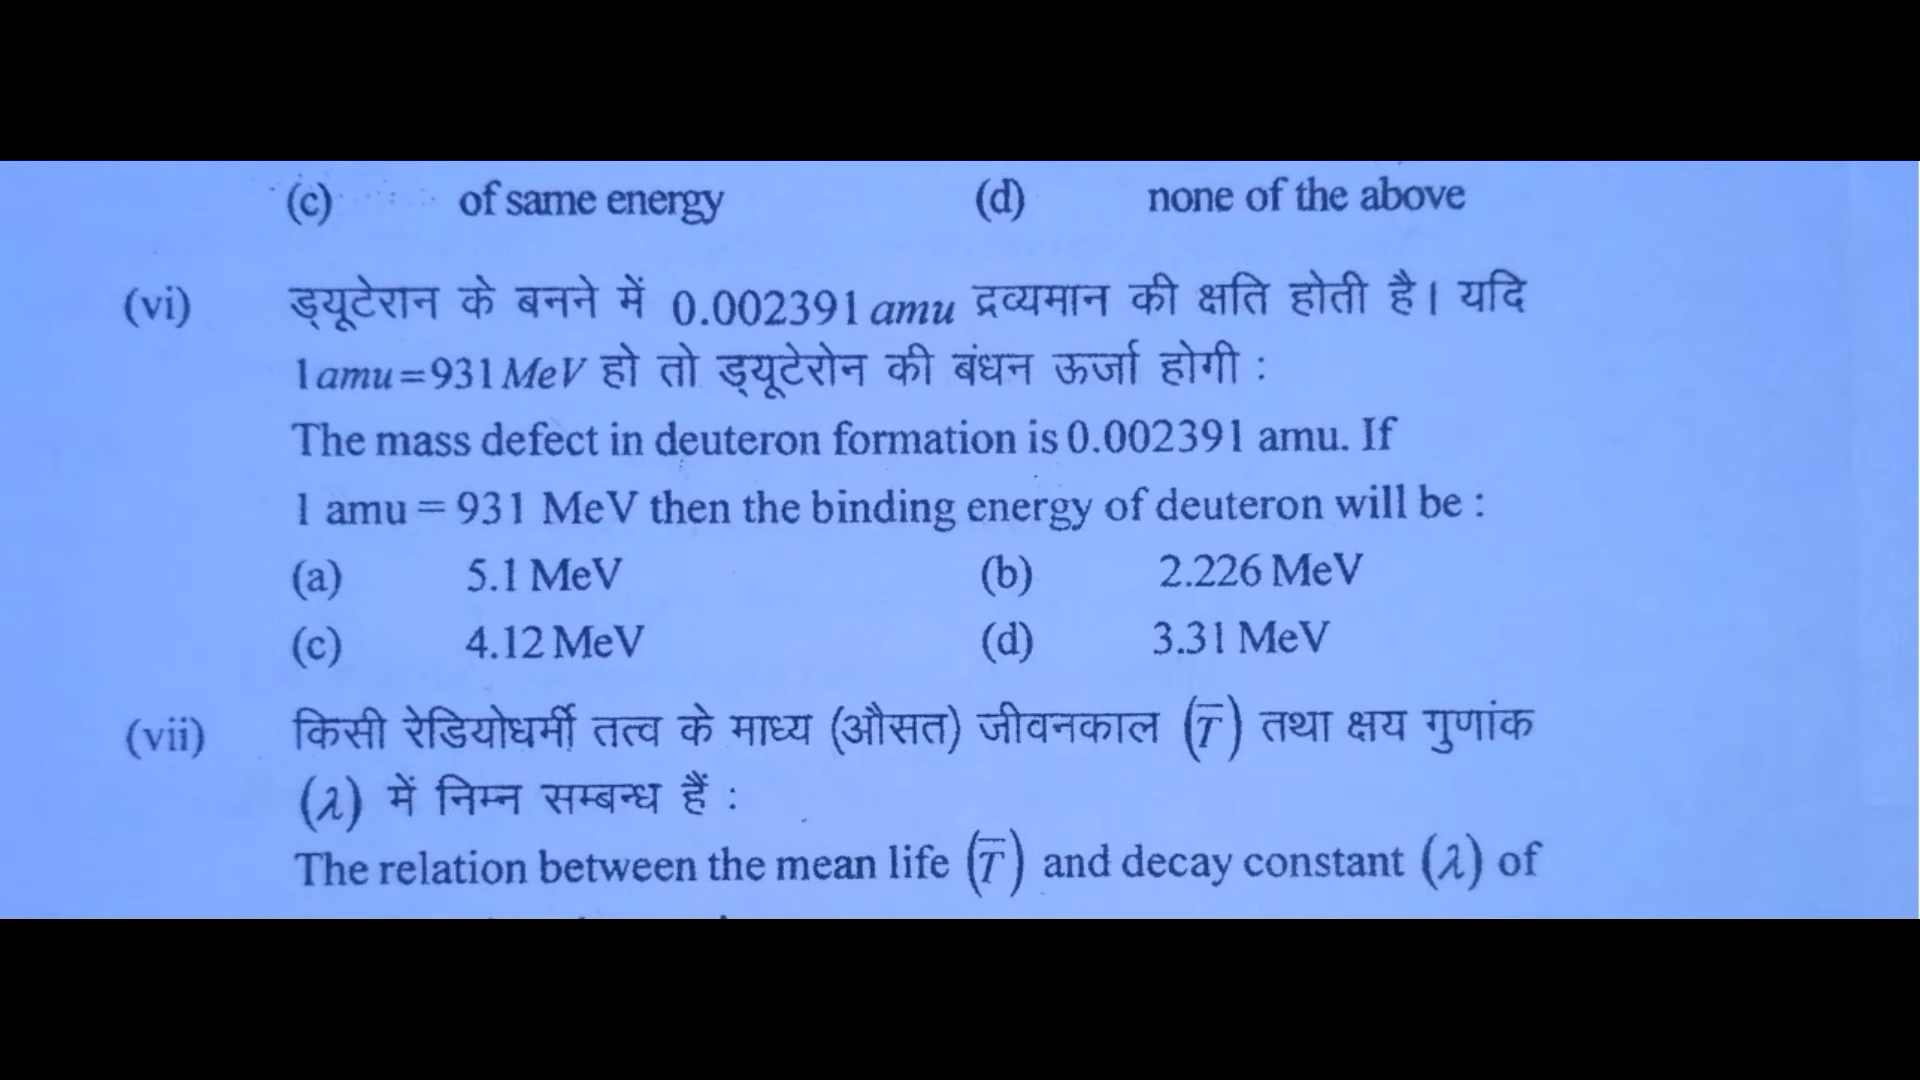 (c) of same energy (d) none of the above
(vi) ड्यूटेरान के बनने में 0.002391 amu द्रव्यमान की क्षति होती है। यदि
1 amu=931 MeV हो तो ड्यूटेरोन की बंधन ऊर्जा होगी :
The mass defect in deuteron formation is 0.002391 amu. If
1 amu = 931 MeV then the binding energy of deuteron will be :
(a) 5.1 MeV (b) 2.226 MeV
(c) 4.12 MeV (d) 3.31 MeV
(vii) किसी रेडियोधर्मी तत्व के माध्य (औसत) जीवनकाल (T̅) तथा क्षय गुणांक
(λ) में निम्न सम्बन्ध हैं :
The relation between the mean life (T̅) and decay constant (λ) of